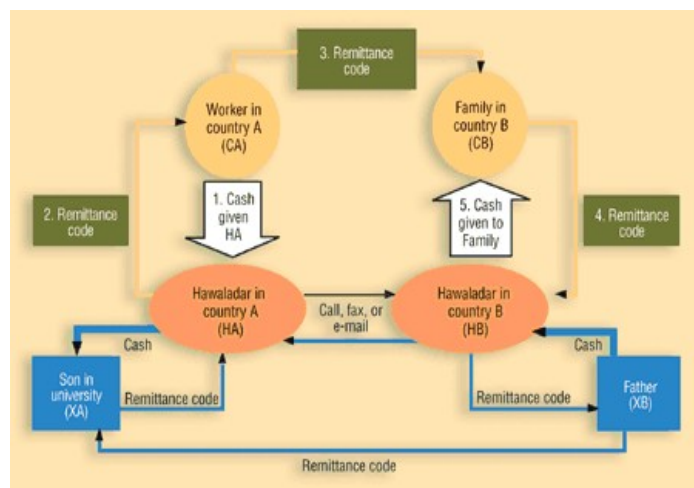 3. Remittance
code
Worker in
country A
(CA)
Family in
country B
(CB)
2. Remittance
code
1. Cash
given
HA
5. Cash
given to
Family
4. Remittance
code
Hawaladar in
country A
(HA)
Call, fax, or
e-mail
Hawaladar in
country B
(HB)
Cash
Cash
Son in
university
(XA)
Remittance code
Remittance code
Father
(XB)
Remittance code